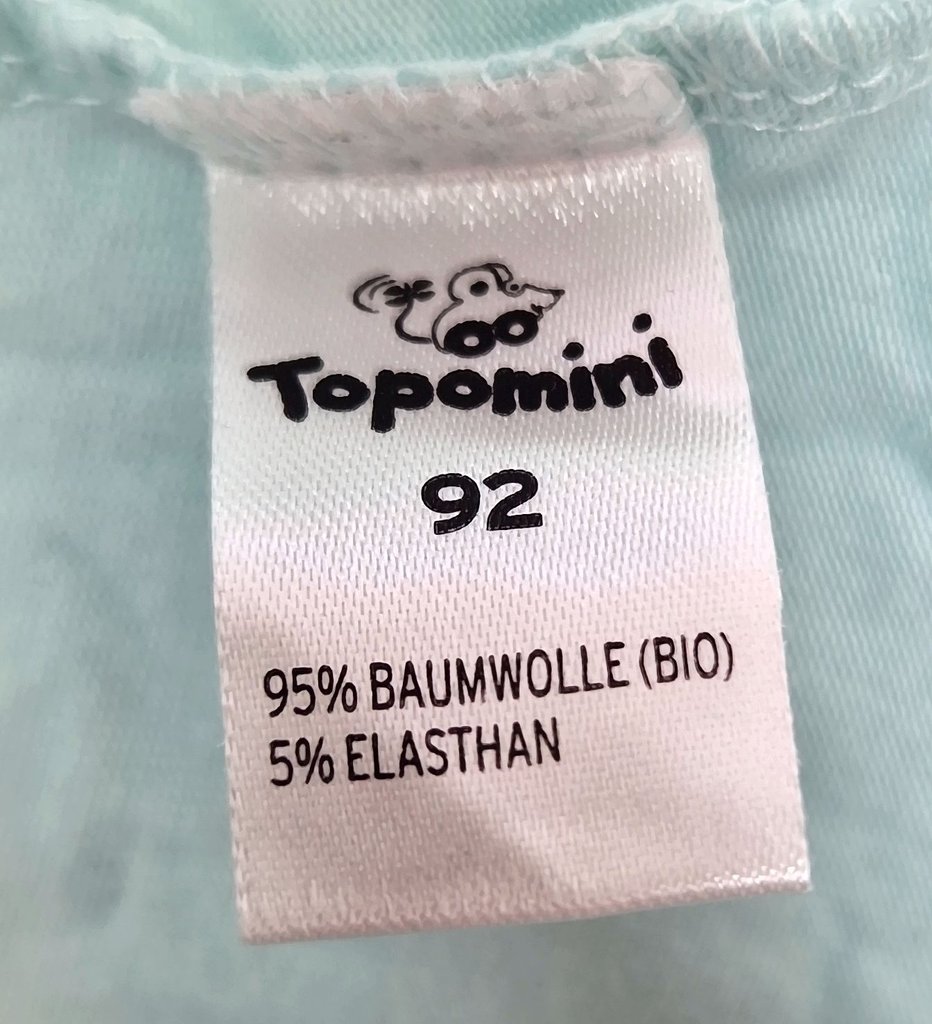 Topomini
92
95% BAUMWOLLE (BIO)
5% ELASTHAN